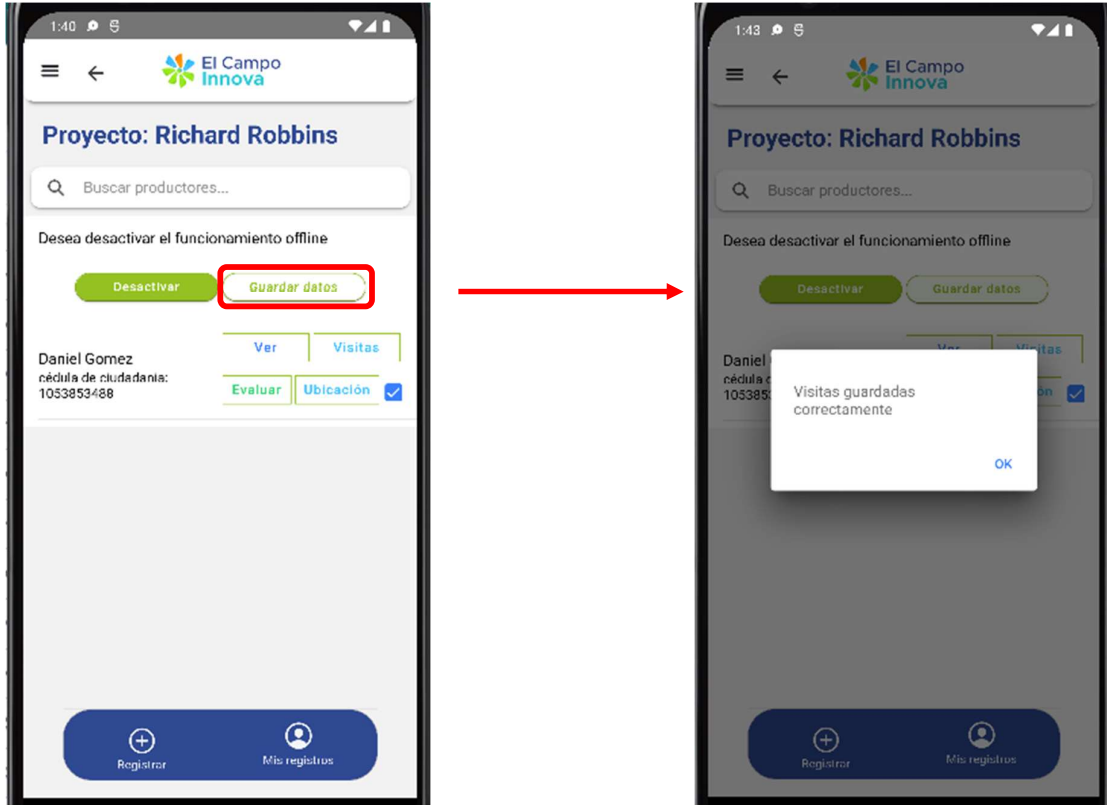 1:40
El Campo
Innova
Proyecto: Richard Robbins
Buscar productores...
Desea desactivar el funcionamiento offline
Desactivar
Guardar datos
Daniel Gomez
cédula de ciudadania:
1053853488
Ver
Visitas
Evaluar
Ubicación
Registrar
Mis registros
1:43
El Campo
Innova
Proyecto: Richard Robbins
Buscar productores...
Desea desactivar el funcionamiento offline
Desactivar
Guardar datos
Daniel
cédula
105385
Visitas
Visitas guardadas
correctamente
OK
Registrar
Mis registros